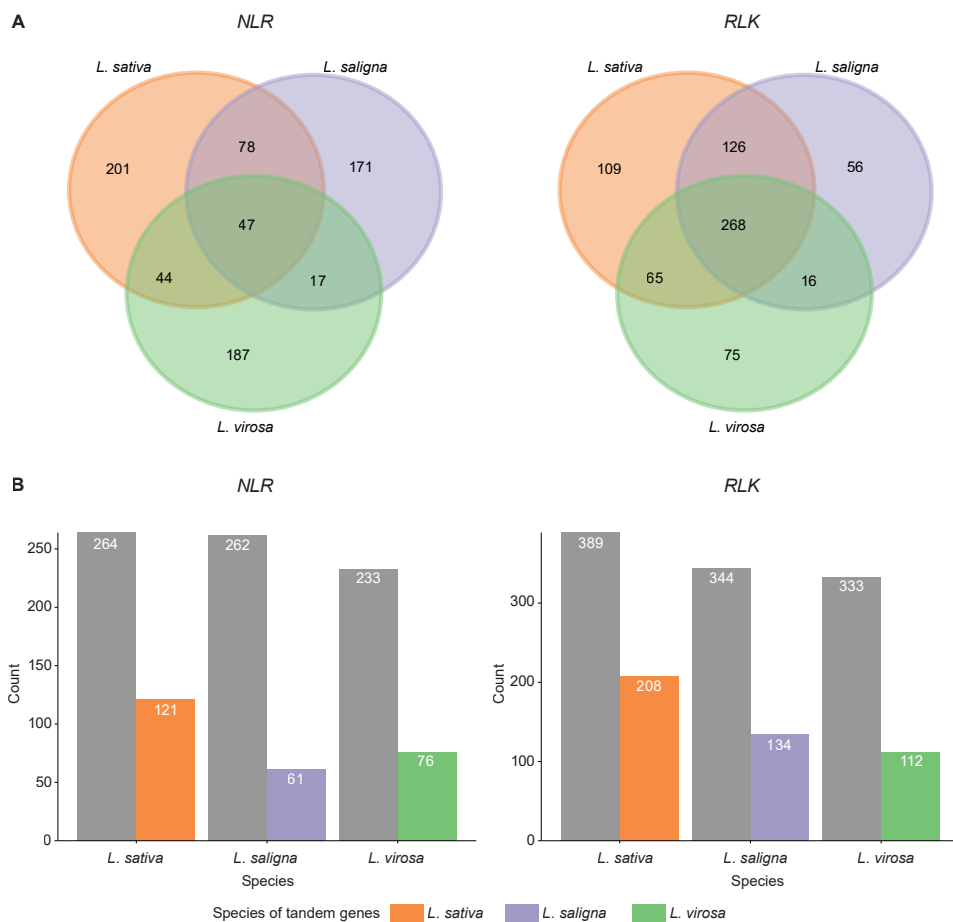 A NLR RLK
L. sativa L. saligna L. sativa L. saligna
78 126
201 171 109 56
47 268
44 17 65 16
187 75
L. virosa L. virosa
B NLR RLK
264 262 233 389 344 333
250
200
150
100
50
0
Count
121 61 76
300
200
100
0
Count
208 134 112
L. sativa L. saligna L. virosa L. sativa L. saligna L. virosa
Species Species
Species of tandem genes L. sativa L. saligna L. virosa